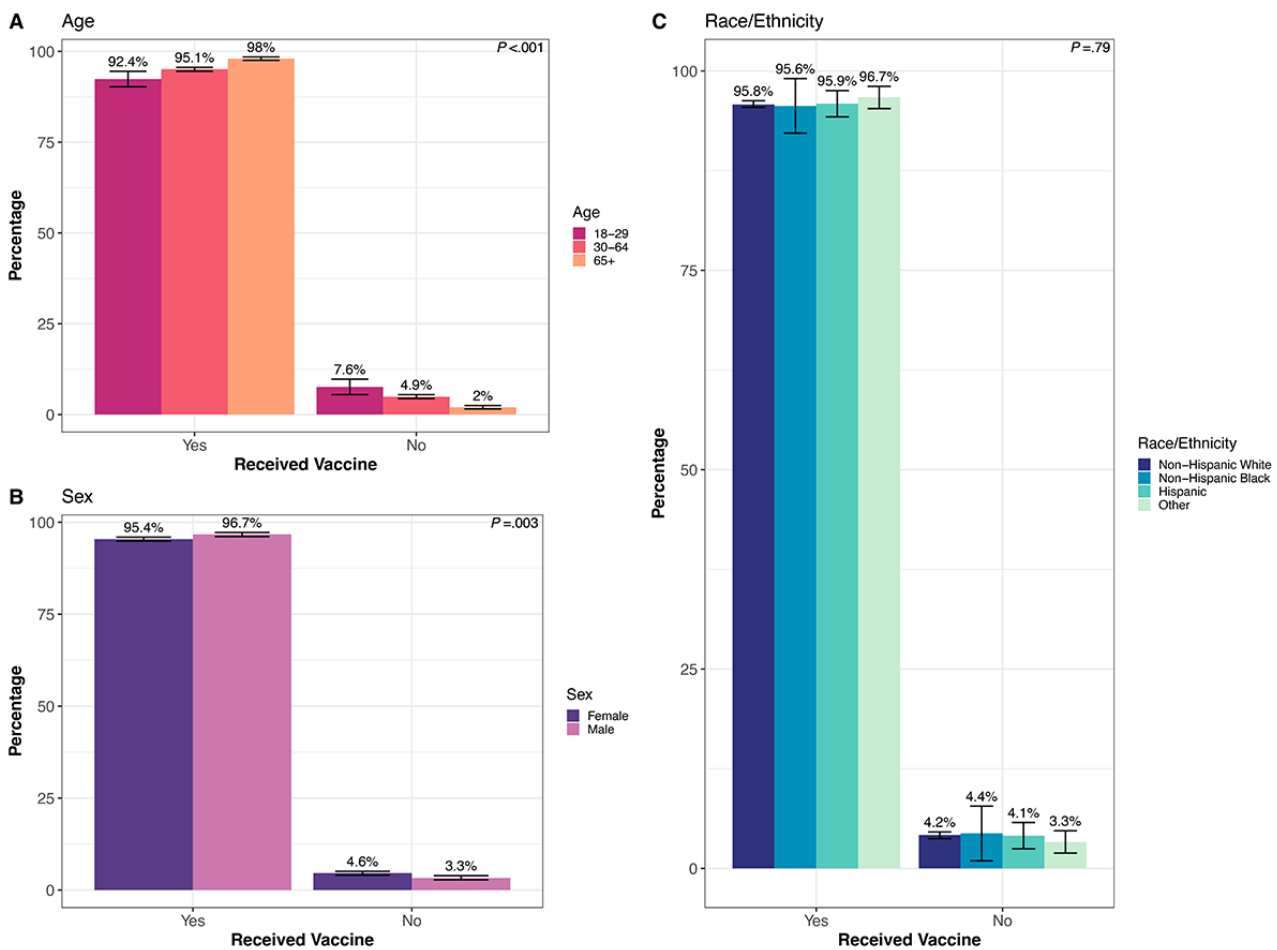 A Age
P <.001
100
75
50
25
0
Percentage
92.4%
95.1%
98%
7.6%
4.9%
2%
Yes
No
Received Vaccine
Age
18–29
30–64
65+
B Sex
P =.003
100
75
50
25
0
Percentage
95.4%
96.7%
4.6%
3.3%
Yes
No
Received Vaccine
Sex
Female
Male
C Race/Ethnicity
P =.79
100
75
50
25
0
Percentage
95.8%
95.6%
95.9%
96.7%
4.2%
4.4%
4.1%
3.3%
Yes
No
Received Vaccine
Race/Ethnicity
Non–Hispanic White
Non–Hispanic Black
Hispanic
Other